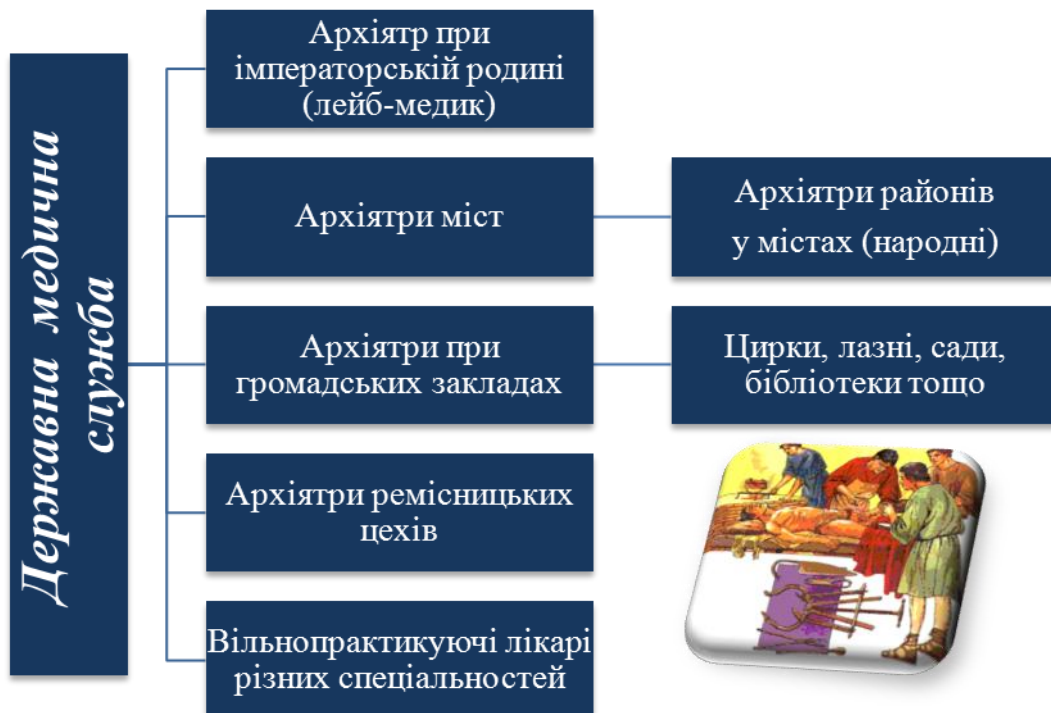 Державна медична
служба
Архіятр при
імператорській родині
(лейб-медик)
Архіятри міст
Архіятри районів
у містах (народні)
Архіятри при
громадських закладах
Цирки, лазні, сади,
бібліотеки тощо
Архіятри ремісницьких
цехів
Вільнопрактикуючі лікарі
різних спеціальностей